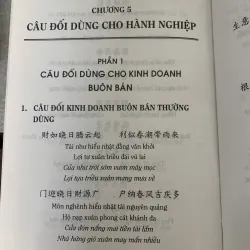 CHƯƠNG 5
CÂU ĐỐI DÙNG CHO HÀNH NGHIỆP
PHẦN 1
CÂU ĐỐI DÙNG CHO KINH DOANH
BUÔN BÁN
1. CÂU ĐỐI KINH DOANH BUÔN BÁN THƯỜNG
DÙNG
财如晓日腾云起 利似春潮带雨来
Tài như hiểu nhật đằng vân khởi
Lợi tự xuân triều đái vũ lai
Của như trời sớm vươn mây mọc
Lợi tựa triều xuân mang mưa về
门迎晓日财源广 户纳春风吉庆多
Môn nghênh hiểu nhật tài nguyên quảng
Hộ nạp xuân phong cát khánh đa
Cửa đón nắng mai tiền tài lắm
Nhà hứng gió xuân may mắn nhiều
生意
根